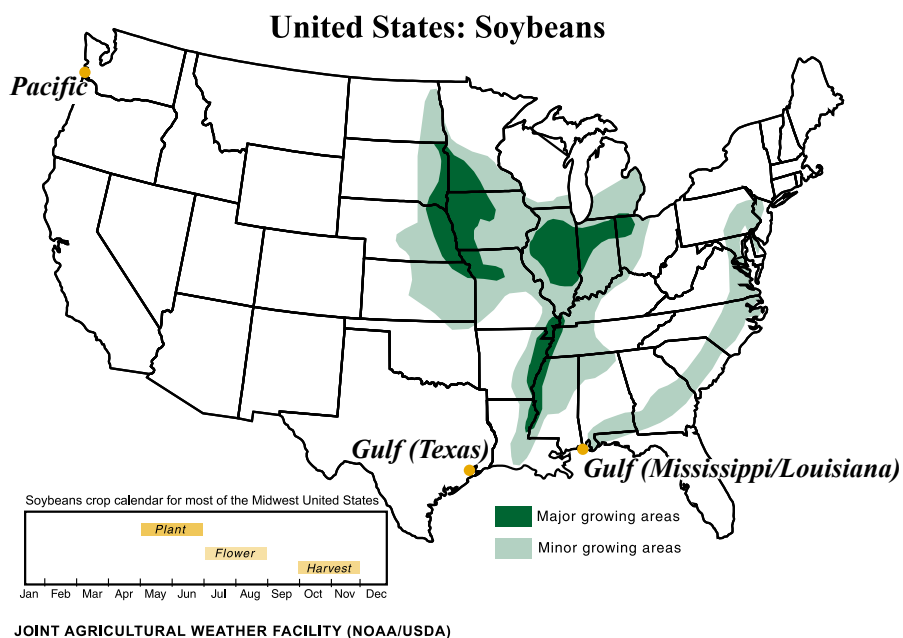 United States: Soybeans
Pacific
Gulf (Texas)
Gulf (Mississippi/Louisiana)
Soybeans crop calendar for most of the Midwest United States
Plant
Flower
Harvest
Jan Feb Mar Apr May Jun Jul Aug Sep Oct Nov Dec
Major growing areas
Minor growing areas
JOINT AGRICULTURAL WEATHER FACILITY (NOAA/USDA)